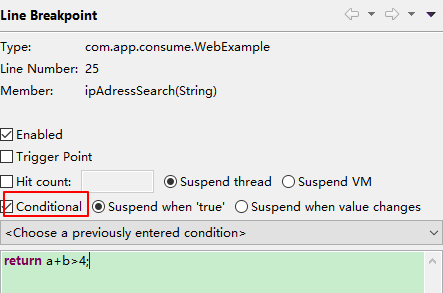 Line Breakpoint
Type: com.app.consume.WebExample
Line Number: 25
Member: ipAdressSearch(String)
Enabled
Trigger Point
Hit count: Suspend thread Suspend VM
Conditional Suspend when 'true' Suspend when value changes
<Choose a previously entered condition>
return a+b>4;